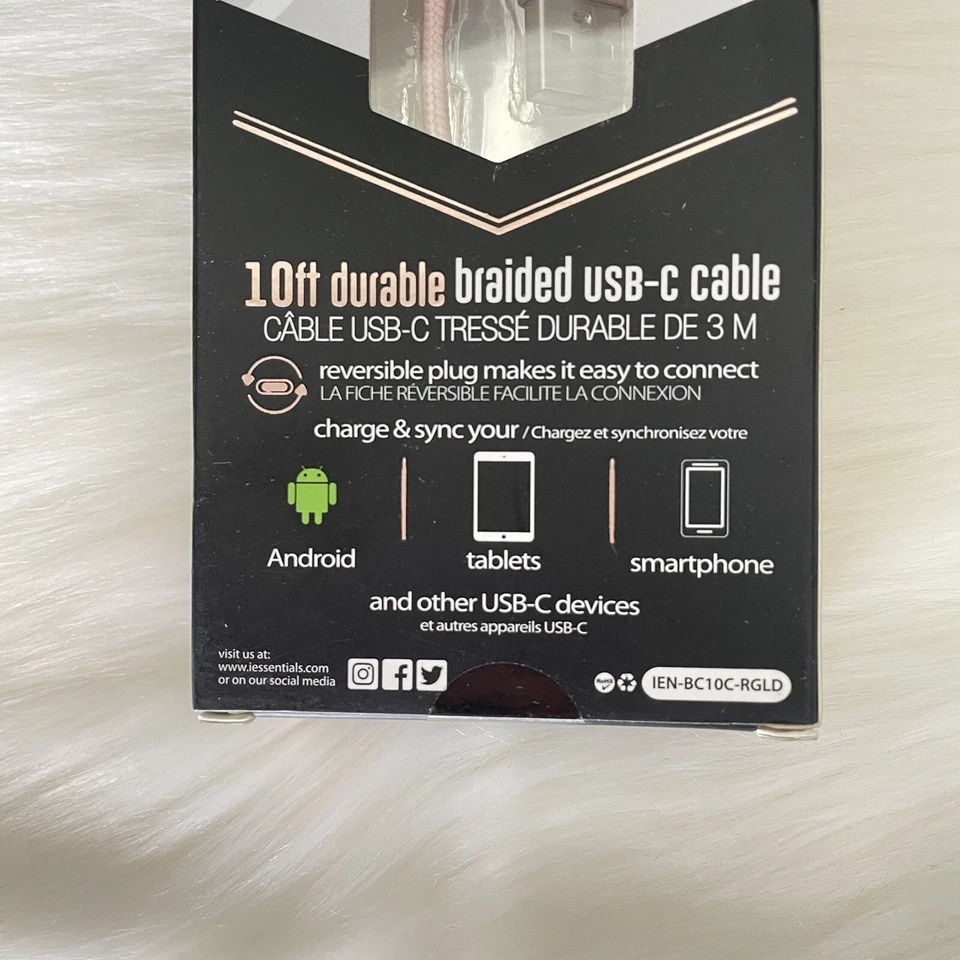 10ft durable braided USB-C cable
CÂBLE USB-C TRESSÉ DURABLE DE 3 M
reversible plug makes it easy to connect
LA FICHE RÉVERSIBLE FACILITE LA CONNEXION
charge & sync your / Chargez et synchronisez votre
Android
tablets
smartphone
and other USB-C devices
et autres appareils USB-C
visit us at:
www.iessentials.com
or on our social media
RoHS
IEN-BC10C-RGLD